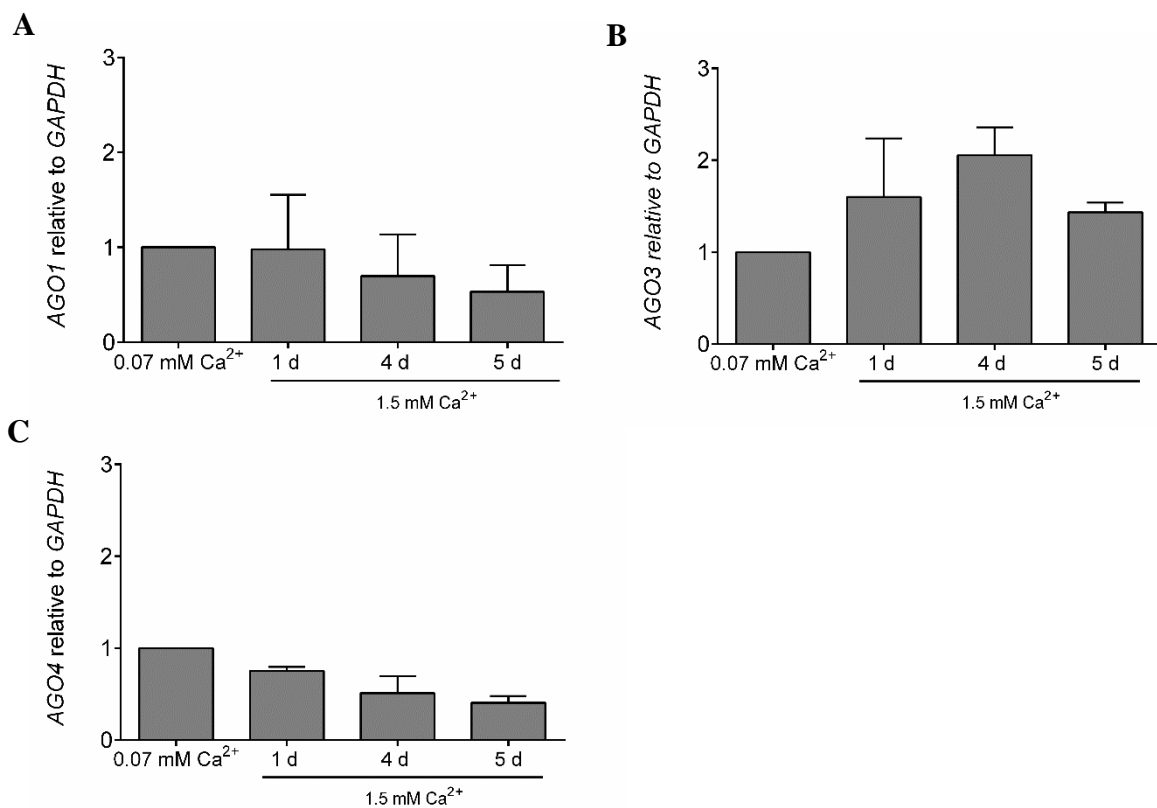 A
AGO1 relative to GAPDH
3
2
1
0
0.07 mM Ca²⁺
1 d
4 d
5 d
1.5 mM Ca²⁺
B
AGO3 relative to GAPDH
3
2
1
0
0.07 mM Ca²⁺
1 d
4 d
5 d
1.5 mM Ca²⁺
C
AGO4 relative to GAPDH
3
2
1
0
0.07 mM Ca²⁺
1 d
4 d
5 d
1.5 mM Ca²⁺